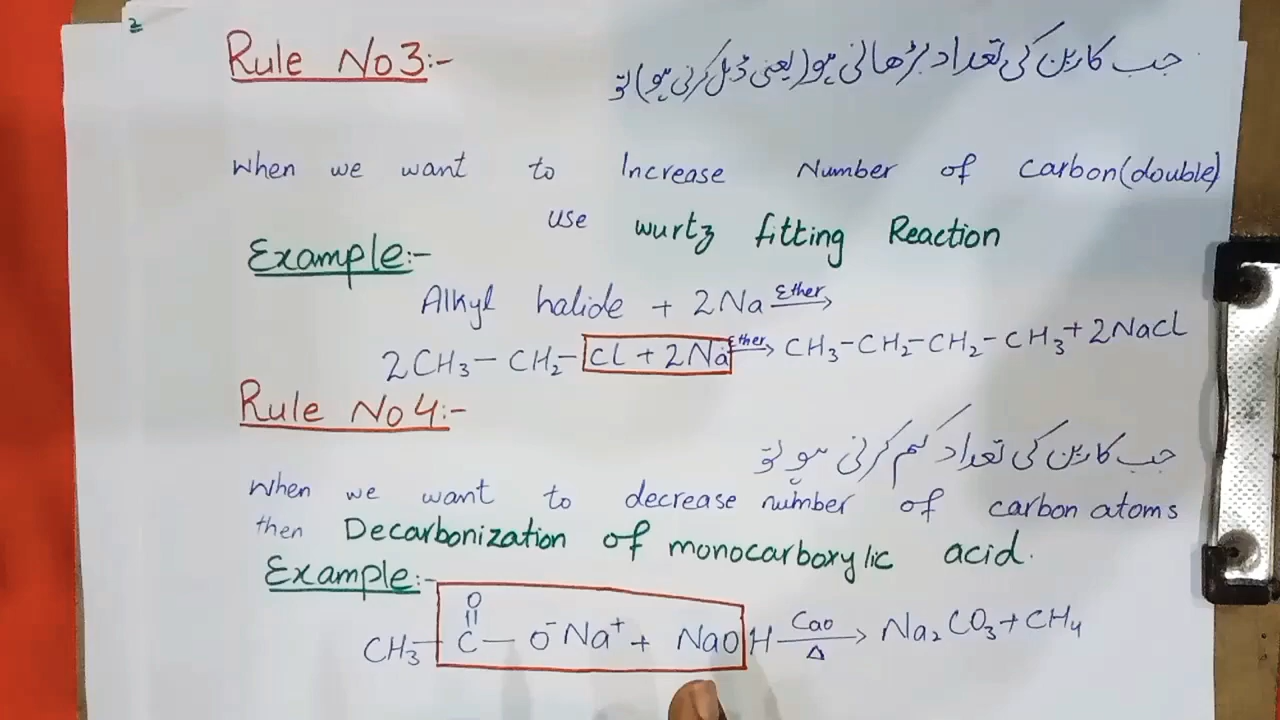 2
Rule No3:-
جب کاربن کی تعداد بڑھانی ہو (یعنی ڈبل کرنی ہو) تو
When we want to Increase Number of carbon(double)
use wurtz fitting Reaction
Example:-
Alkyl halide + 2Na Ether→
2CH₃-CH₂-Cl + 2Na Ether→ CH₃-CH₂-CH₂-CH₃ + 2NaCl
Rule No4:-
جب کاربن کی تعداد کم کرنی ہو تو
When we want to decrease number of carbon atoms
then Decarbonization of monocarboxylic acid.
Example:-
O
CH₃-C-O⁻Na⁺ + NaOH Cao→ Na₂CO₃+CH₄
Δ